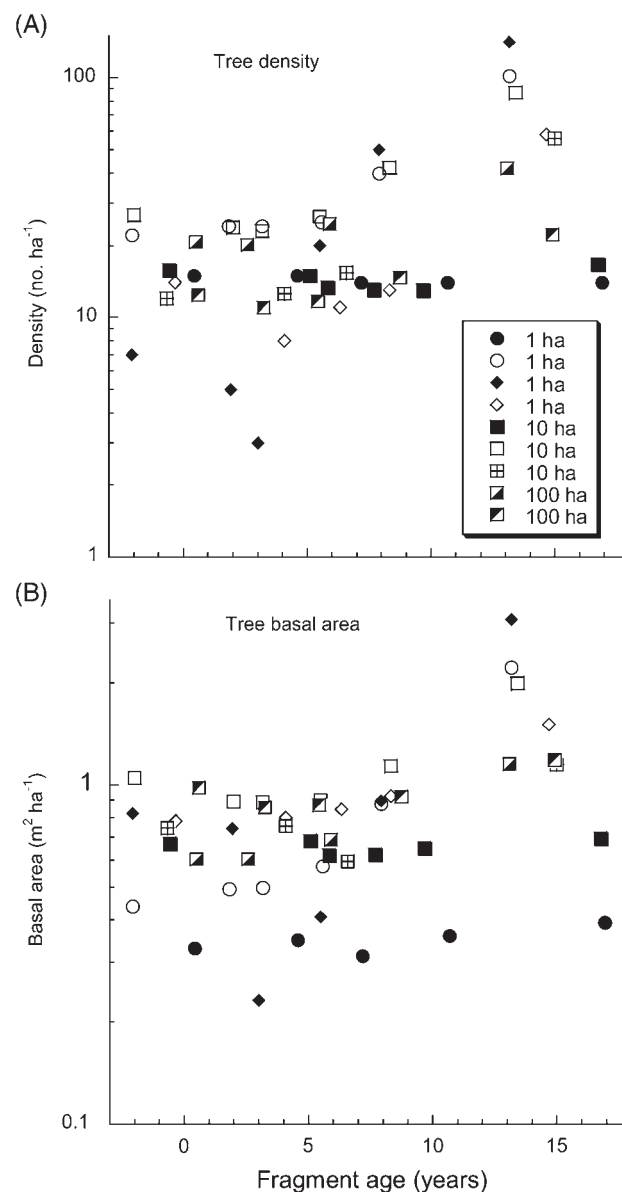 (A)
Tree density
100
10
1
Density (no. ha⁻¹)
1 ha
1 ha
1 ha
1 ha
10 ha
10 ha
10 ha
100 ha
100 ha
(B)
Tree basal area
1
0.1
Basal area (m² ha⁻¹)
0 5 10 15
Fragment age (years)